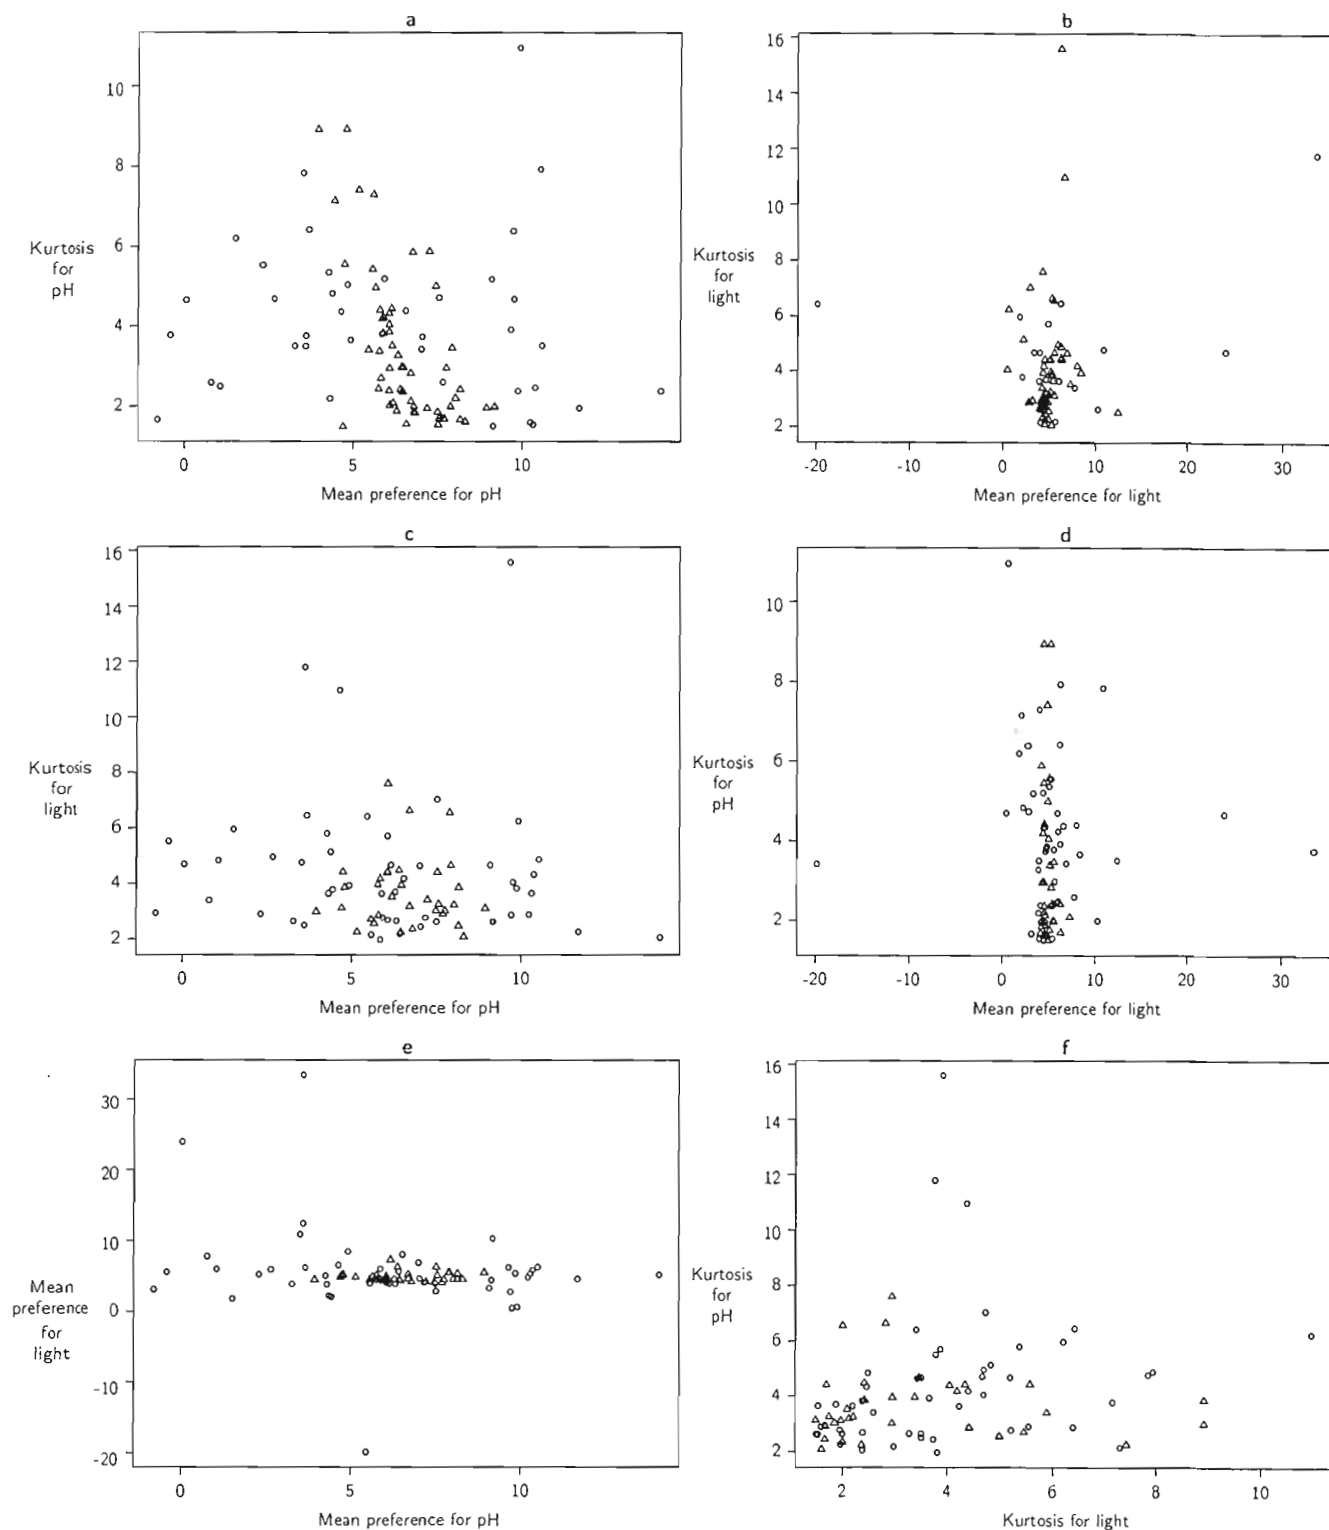 a
10
8
6
4
2
Kurtosis
for
pH
0 5 10
Mean preference for pH
b
16
14
12
10
8
6
4
2
Kurtosis
for
light
-20 -10 0 10 20 30
Mean preference for light
c
16
14
12
10
8
6
4
2
Kurtosis
for
light
0 5 10
Mean preference for pH
d
10
8
6
4
2
Kurtosis
for
pH
-20 -10 0 10 20 30
Mean preference for light
e
30
20
10
0
-10
-20
Mean
preference
for
light
0 5 10
Mean preference for pH
f
16
14
12
10
8
6
4
2
Kurtosis
for
pH
2 4 6 8 10
Kurtosis for light